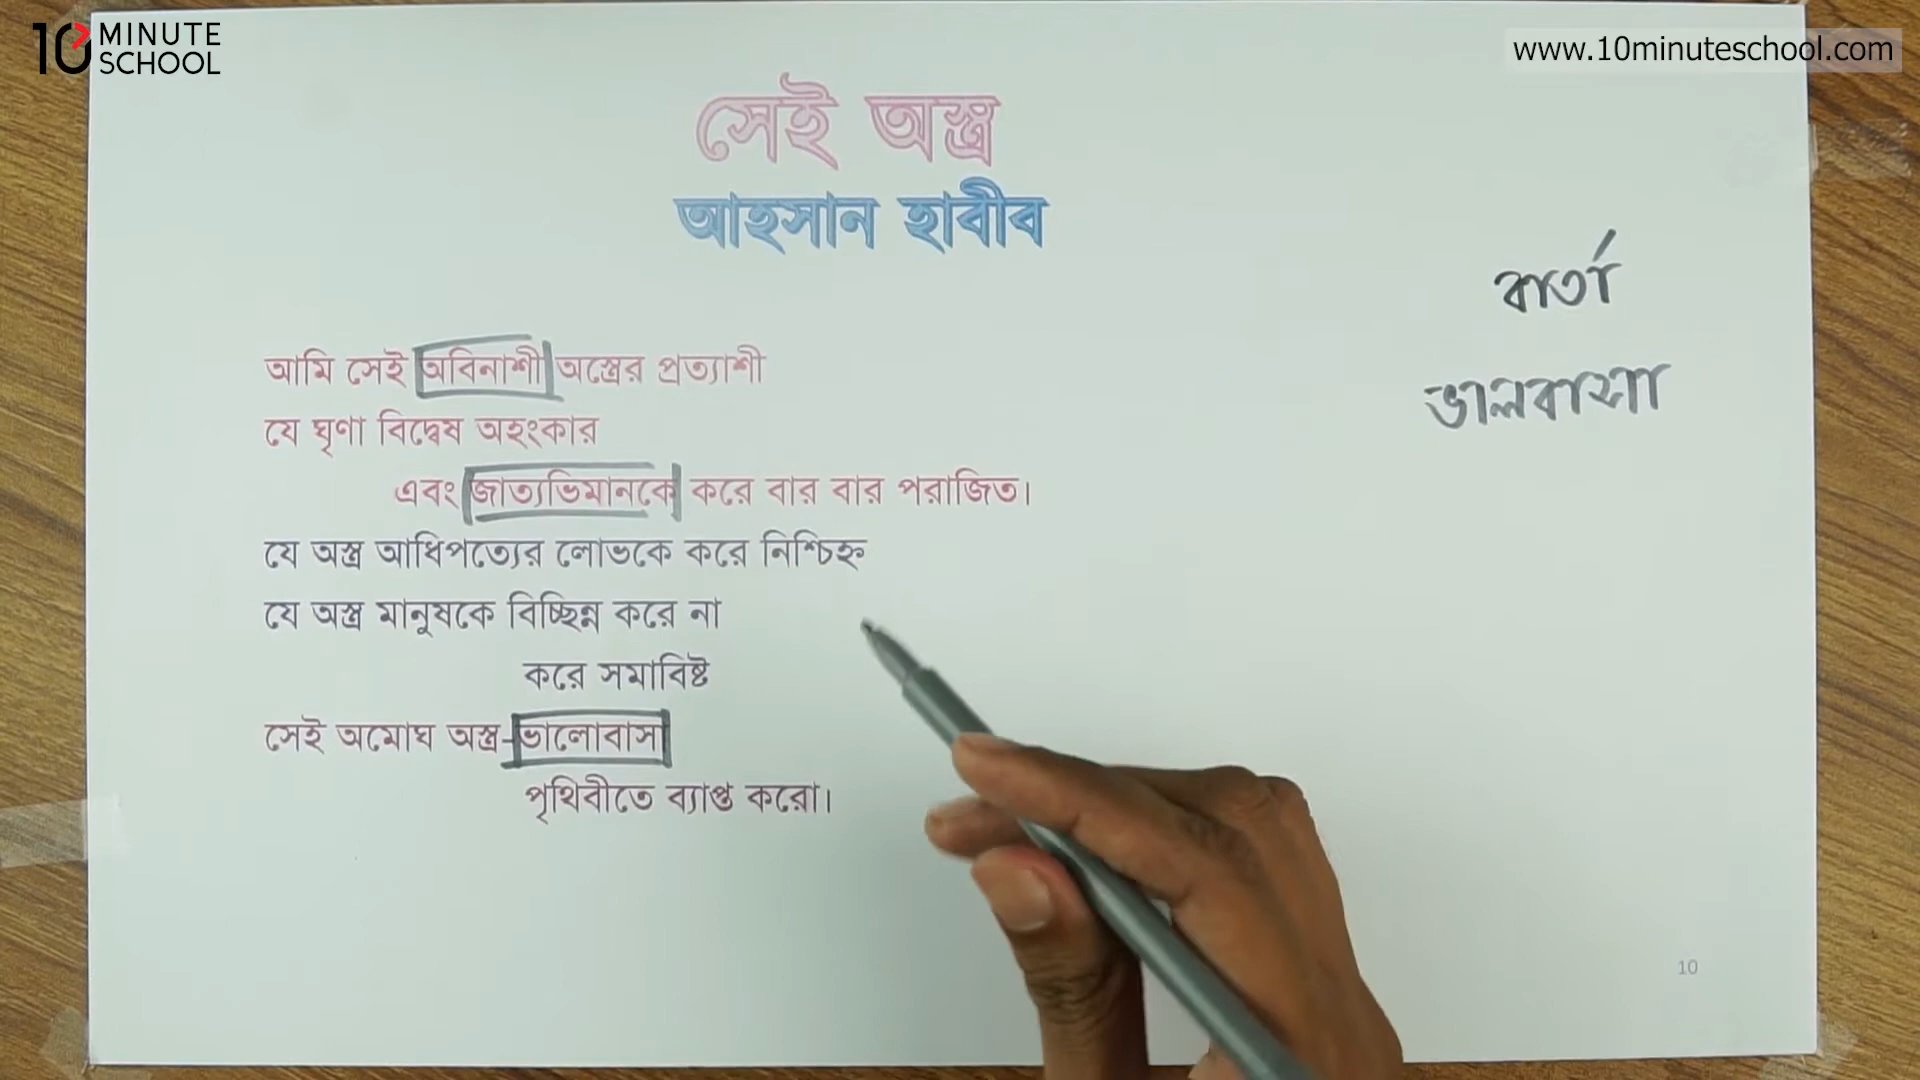 10 MINUTE SCHOOL
www.10minuteschool.com
সেই অস্ত্র
আহসান হাবীব
বার্তা
ভালবাসা
আমি সেই অবিনাশী অস্ত্রের প্রত্যাশী
যে ঘৃণা বিদ্বেষ অহংকার
এবং জাত্যভিমানকে করে বার বার পরাজিত।
যে অস্ত্র আধিপত্যের লোভকে করে নিশ্চিহ্ন
যে অস্ত্র মানুষকে বিচ্ছিন্ন করে না
করে সমাবিষ্ট
সেই অমোঘ অস্ত্র-ভালোবাসা
পৃথিবীতে ব্যাপ্ত করো।
10